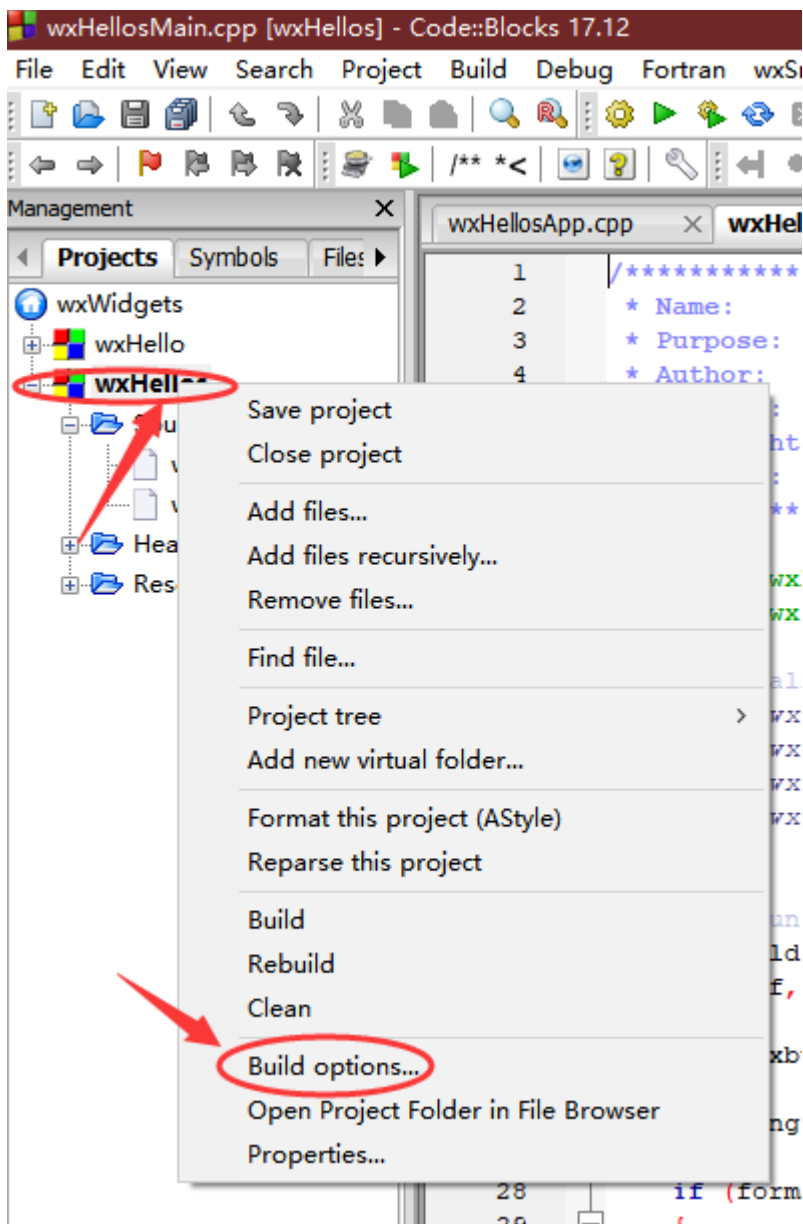 wxHellosMain.cpp [wxHellos] - Code::Blocks 17.12
File Edit View Search Project Build Debug Fortran
/** *<
Management
Projects Symbols Files
wxHellosApp.cpp
wxWidgets
wxHello
wxHellos
1 /***********
2 * Name:
3 * Purpose:
4 * Author:
Save project
Close project
Add files...
Add files recursively...
Remove files...
Find file...
Project tree
Add new virtual folder...
Format this project (AStyle)
Reparse this project
Build
Rebuild
Clean
Build options...
Open Project Folder in File Browser
Properties...
28 if (form
29 {